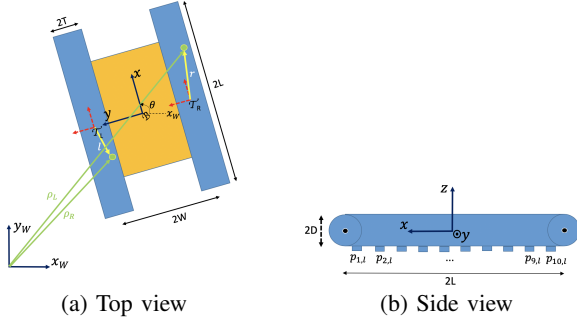 2T
x
y
θ
B
x_W
T_L
T_R
r
l
2L
2W
ρ_L
ρ_R
y_W
x_W
z
x
y
2D
p_{1,l} p_{2,l} ... p_{9,l} p_{10,l}
2L
(a) Top view (b) Side view